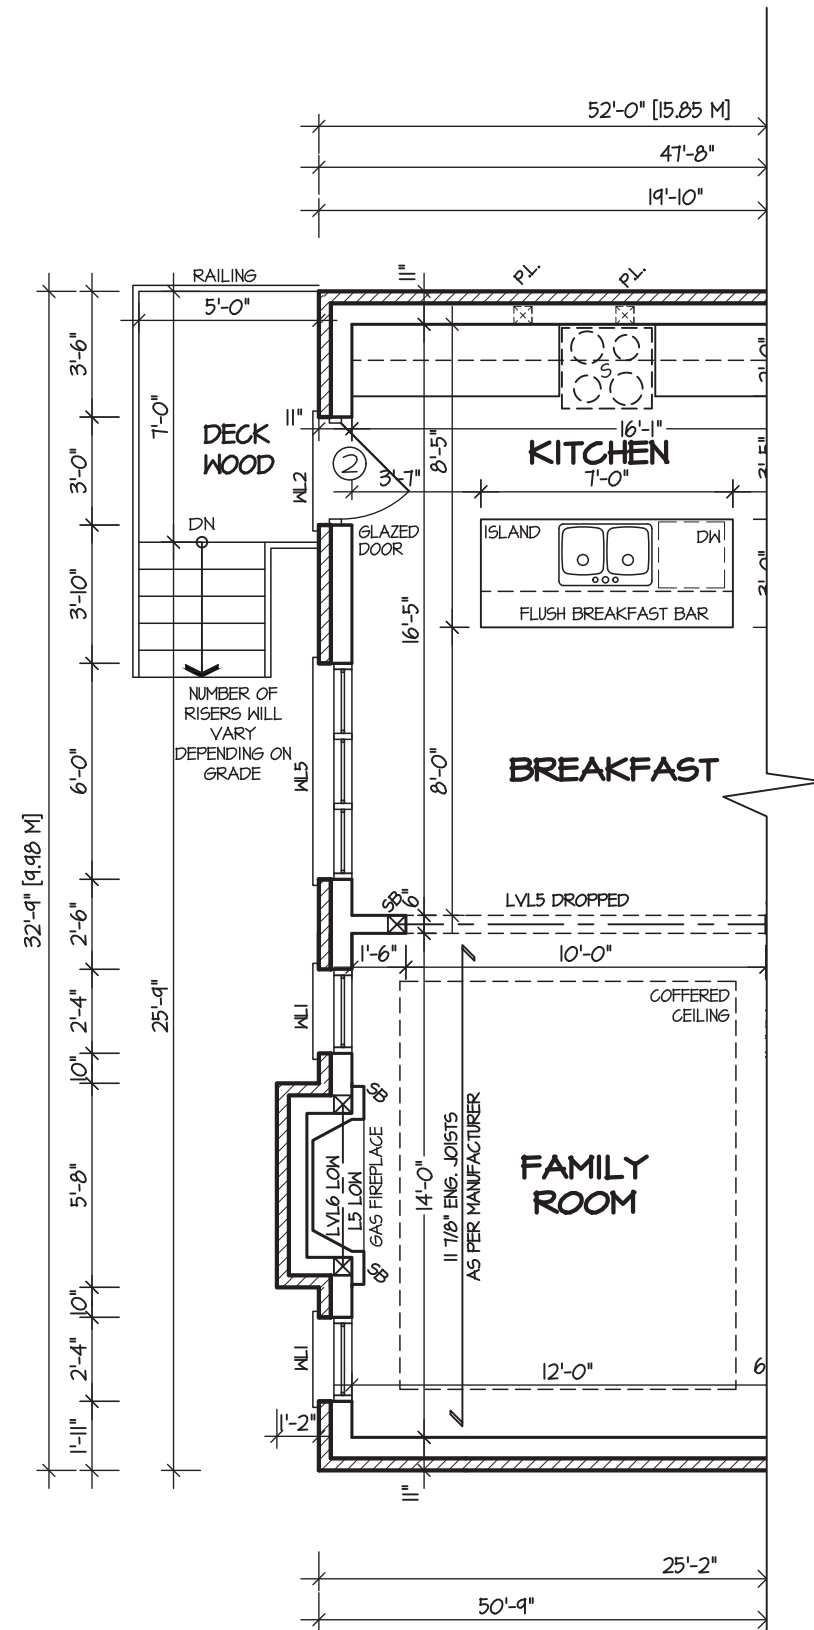 52'-0" [15.85 M]
47'-8"
19'-10"
RAILING
11"
P.L.
P.L.
5'-0"
3'-6"
7'-0"
DECK
WOOD
11"
S
16'-1"
KITCHEN
8'-5"
2
3'-7"
7'-0"
3'-0"
WL2
DN
GLAZED
DOOR
ISLAND
DW
FLUSH BREAKFAST BAR
3'-10"
16'-5"
NUMBER OF
RISERS WILL
VARY
DEPENDING ON
GRADE
6'-0"
WL5
8'-0"
BREAKFAST
32'-9" [9.98 M]
2'-6"
SB
6"
LVL5 DROPPED
1'-6"
10'-0"
25'-9"
2'-4"
WL1
COFFERED
CEILING
10"
SB
5'-8"
LVL6 LOW
L5 LOW
GAS FIREPLACE
14'-0"
11 7/8" ENG. JOISTS
AS PER MANUFACTURER
FAMILY
ROOM
SB
10"
2'-4"
WL1
12'-0"
6
1'-2"
1'-11"
11"
25'-2"
50'-9"